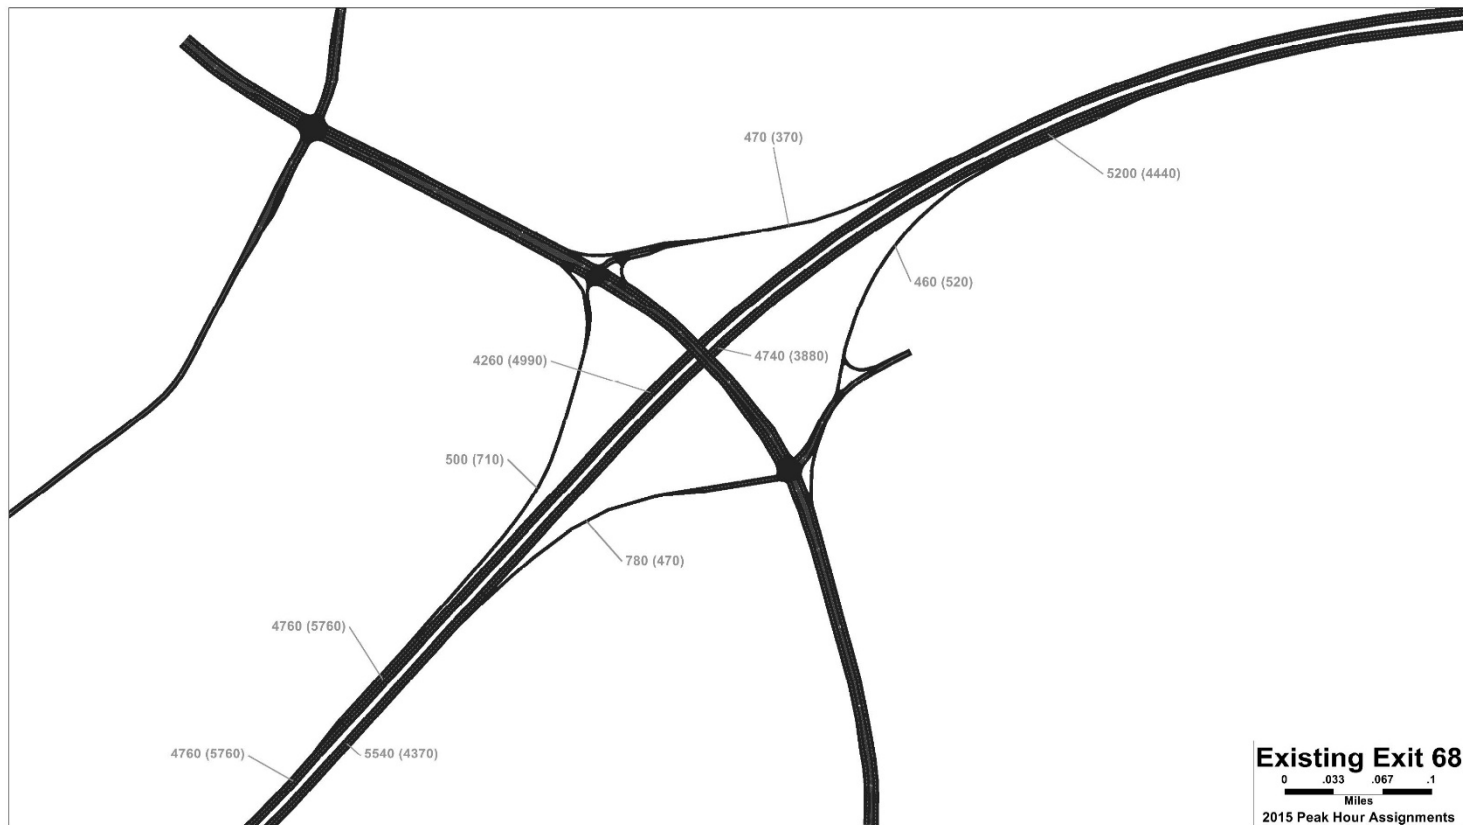 470 (370)
5200 (4440)
460 (520)
4260 (4990)
4740 (3880)
500 (710)
780 (470)
4760 (5760)
4760 (5760)
5540 (4370)
Existing Exit 68
0 .033 .067 .1
Miles
2015 Peak Hour Assignments